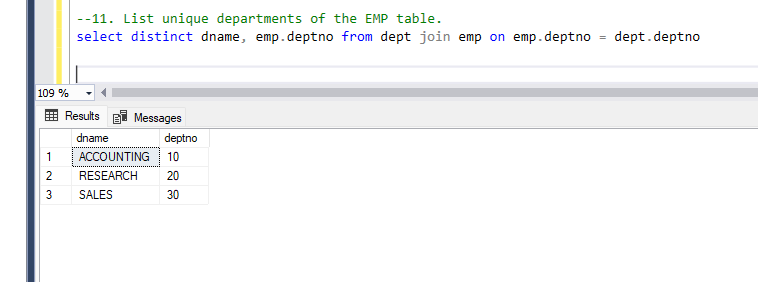 --11. List unique departments of the EMP table.
select distinct dname, emp.deptno from dept join emp on emp.deptno = dept.deptno
109 %
Results Messages
dname deptno
1 ACCOUNTING 10
2 RESEARCH 20
3 SALES 30